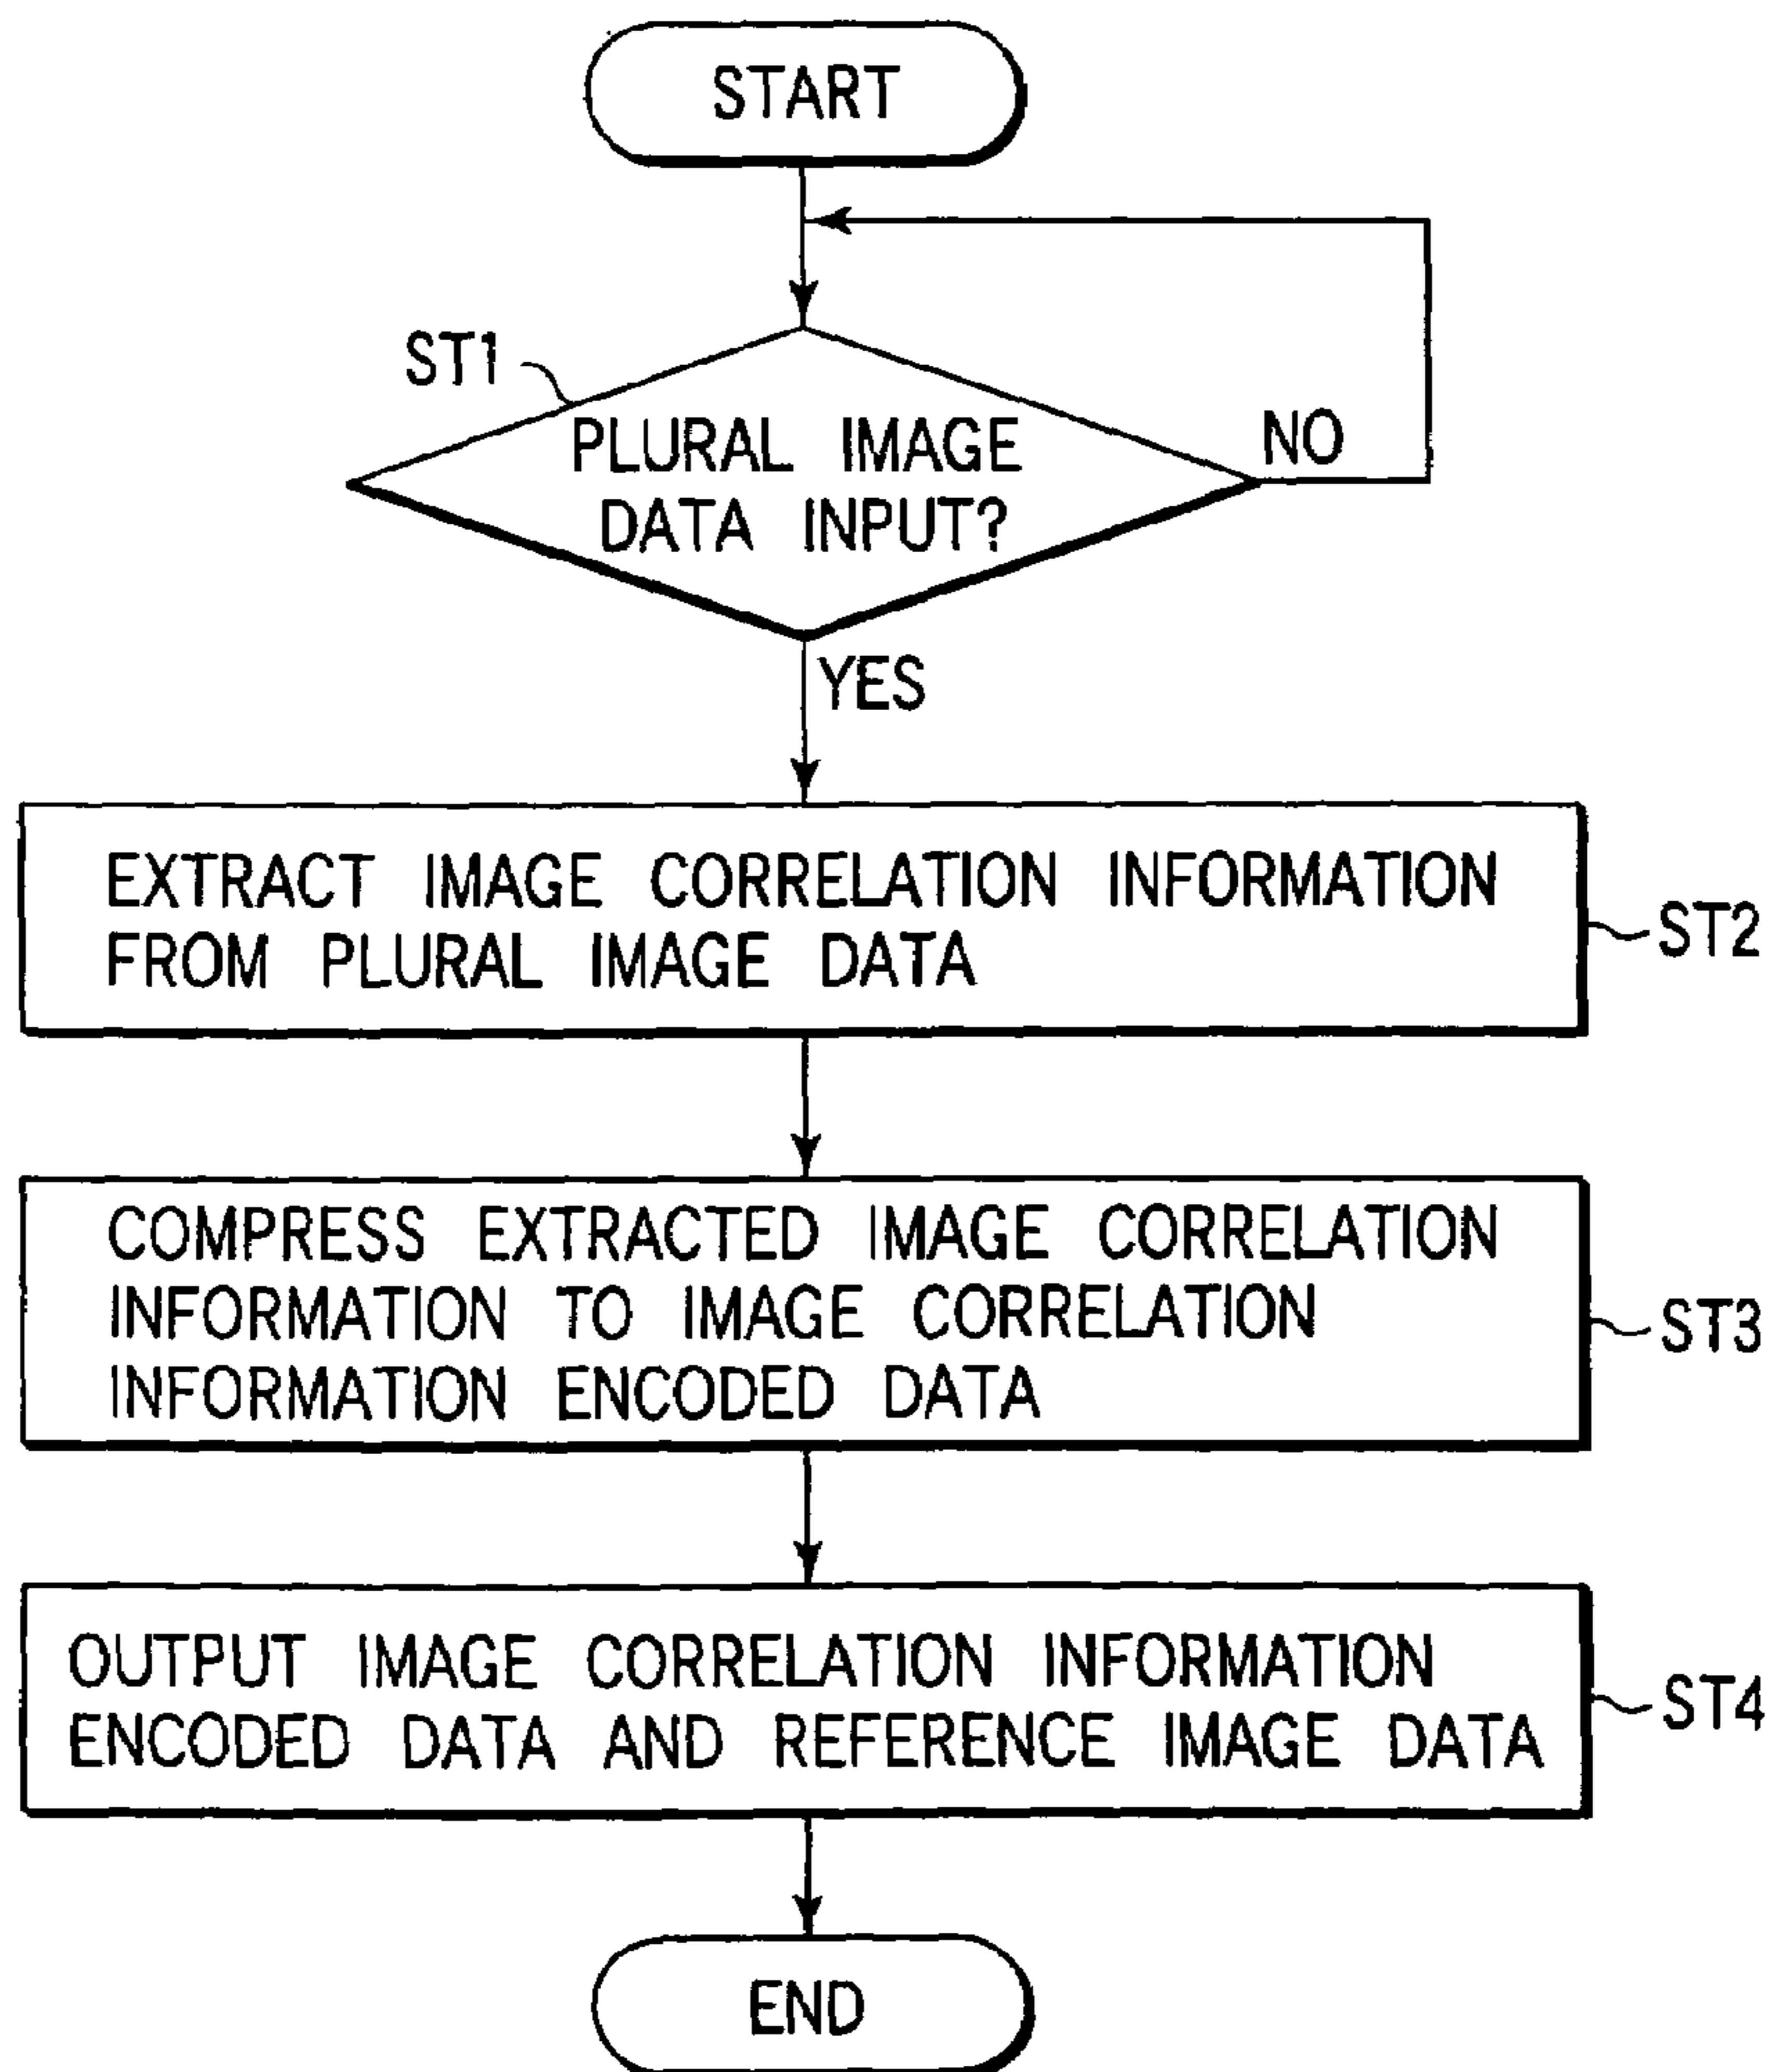 START
ST1
PLURAL IMAGE
DATA INPUT?
NO
YES
EXTRACT IMAGE CORRELATION INFORMATION
FROM PLURAL IMAGE DATA
ST2
COMPRESS EXTRACTED IMAGE CORRELATION
INFORMATION TO IMAGE CORRELATION
INFORMATION ENCODED DATA
ST3
OUTPUT IMAGE CORRELATION INFORMATION
ENCODED DATA AND REFERENCE IMAGE DATA
ST4
END